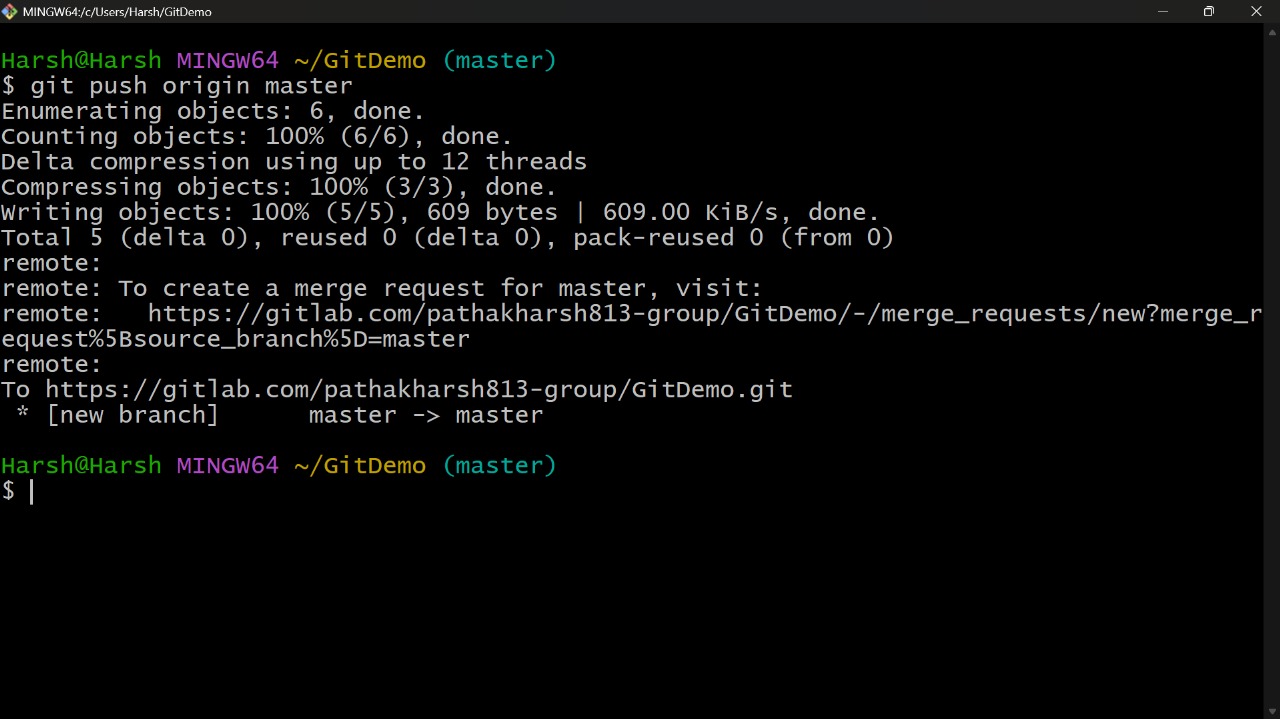 MINGW64:/c/Users/Harsh/GitDemo
Harsh@Harsh MINGW64 ~/GitDemo (master)
$ git push origin master
Enumerating objects: 6, done.
Counting objects: 100% (6/6), done.
Delta compression using up to 12 threads
Compressing objects: 100% (3/3), done.
Writing objects: 100% (5/5), 609 bytes | 609.00 KiB/s, done.
Total 5 (delta 0), reused 0 (delta 0), pack-reused 0 (from 0)
remote:
remote: To create a merge request for master, visit:
remote:   https://gitlab.com/pathakharsh813-group/GitDemo/-/merge_requests/new?merge_r
equest%5Bsource_branch%5D=master
remote:
To https://gitlab.com/pathakharsh813-group/GitDemo.git
 * [new branch]      master -> master
Harsh@Harsh MINGW64 ~/GitDemo (master)
$